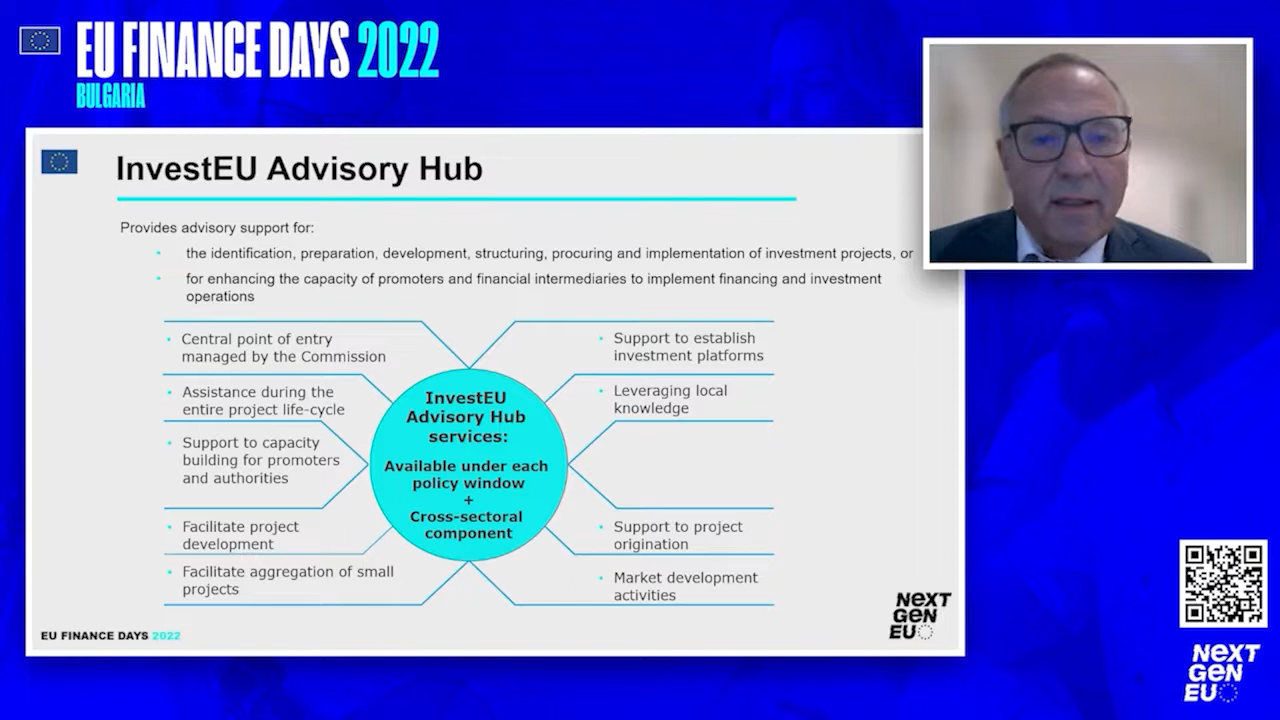 EU FINANCE DAYS 2022
BULGARIA
InvestEU Advisory Hub
Provides advisory support for:
• the identification, preparation, development, structuring, procuring and implementation of investment projects, or
• for enhancing the capacity of promoters and financial intermediaries to implement financing and investment
operations
• Central point of entry
managed by the Commission
• Assistance during the
entire project life-cycle
• Support to capacity
building for promoters
and authorities
• Facilitate project
development
• Facilitate aggregation of small
projects
InvestEU
Advisory Hub
services:
Available under each
policy window
+
Cross-sectoral
component
• Support to establish
investment platforms
• Leveraging local
knowledge
• Support to project
origination
• Market development
activities
EU FINANCE DAYS 2022
NEXT
GEN
EU
NEXT
GEN
EU